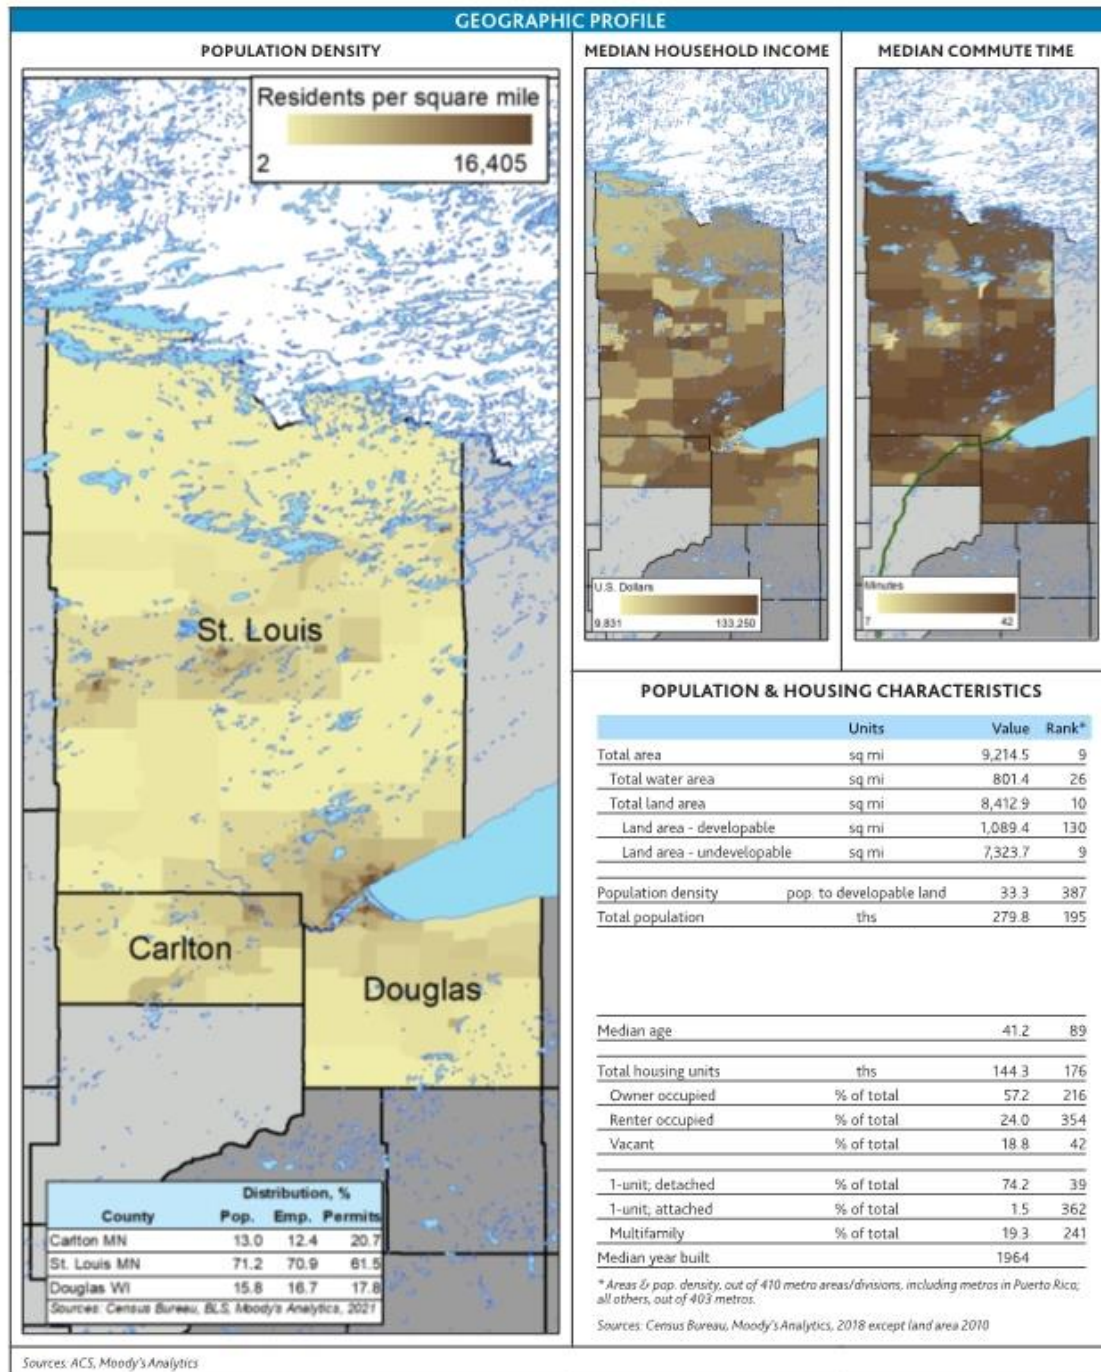 GEOGRAPHIC PROFILE
POPULATION DENSITY
Residents per square mile
2 16,405
St. Louis
Carlton
Douglas
Distribution, %
County Pop. Emp. Permits
Carlton MN 13.0 12.4 20.7
St. Louis MN 71.2 70.9 61.5
Douglas WI 15.8 16.7 17.8
Sources: Census Bureau, BLS, Moody's Analytics, 2021
MEDIAN HOUSEHOLD INCOME
U.S. Dollars
9,831 133,250
MEDIAN COMMUTE TIME
Minutes
7 42
POPULATION & HOUSING CHARACTERISTICS
Units Value Rank*
Total area sq mi 9,214.5 9
Total water area sq mi 801.4 26
Total land area sq mi 8,412.9 10
Land area - developable sq mi 1,089.4 130
Land area - undevelopable sq mi 7,323.7 9
Population density pop. to developable land 33.3 387
Total population ths 279.8 195
Median age 41.2 89
Total housing units ths 144.3 176
Owner occupied % of total 57.2 216
Renter occupied % of total 24.0 354
Vacant % of total 18.8 42
1-unit; detached % of total 74.2 39
1-unit; attached % of total 1.5 362
Multifamily % of total 19.3 241
Median year built 1964
* Areas & pop. density, out of 410 metro areas/divisions, including metros in Puerto Rico;
all others, out of 403 metros.
Sources: Census Bureau, Moody's Analytics, 2018 except land area 2010
Sources: ACS, Moody's Analytics